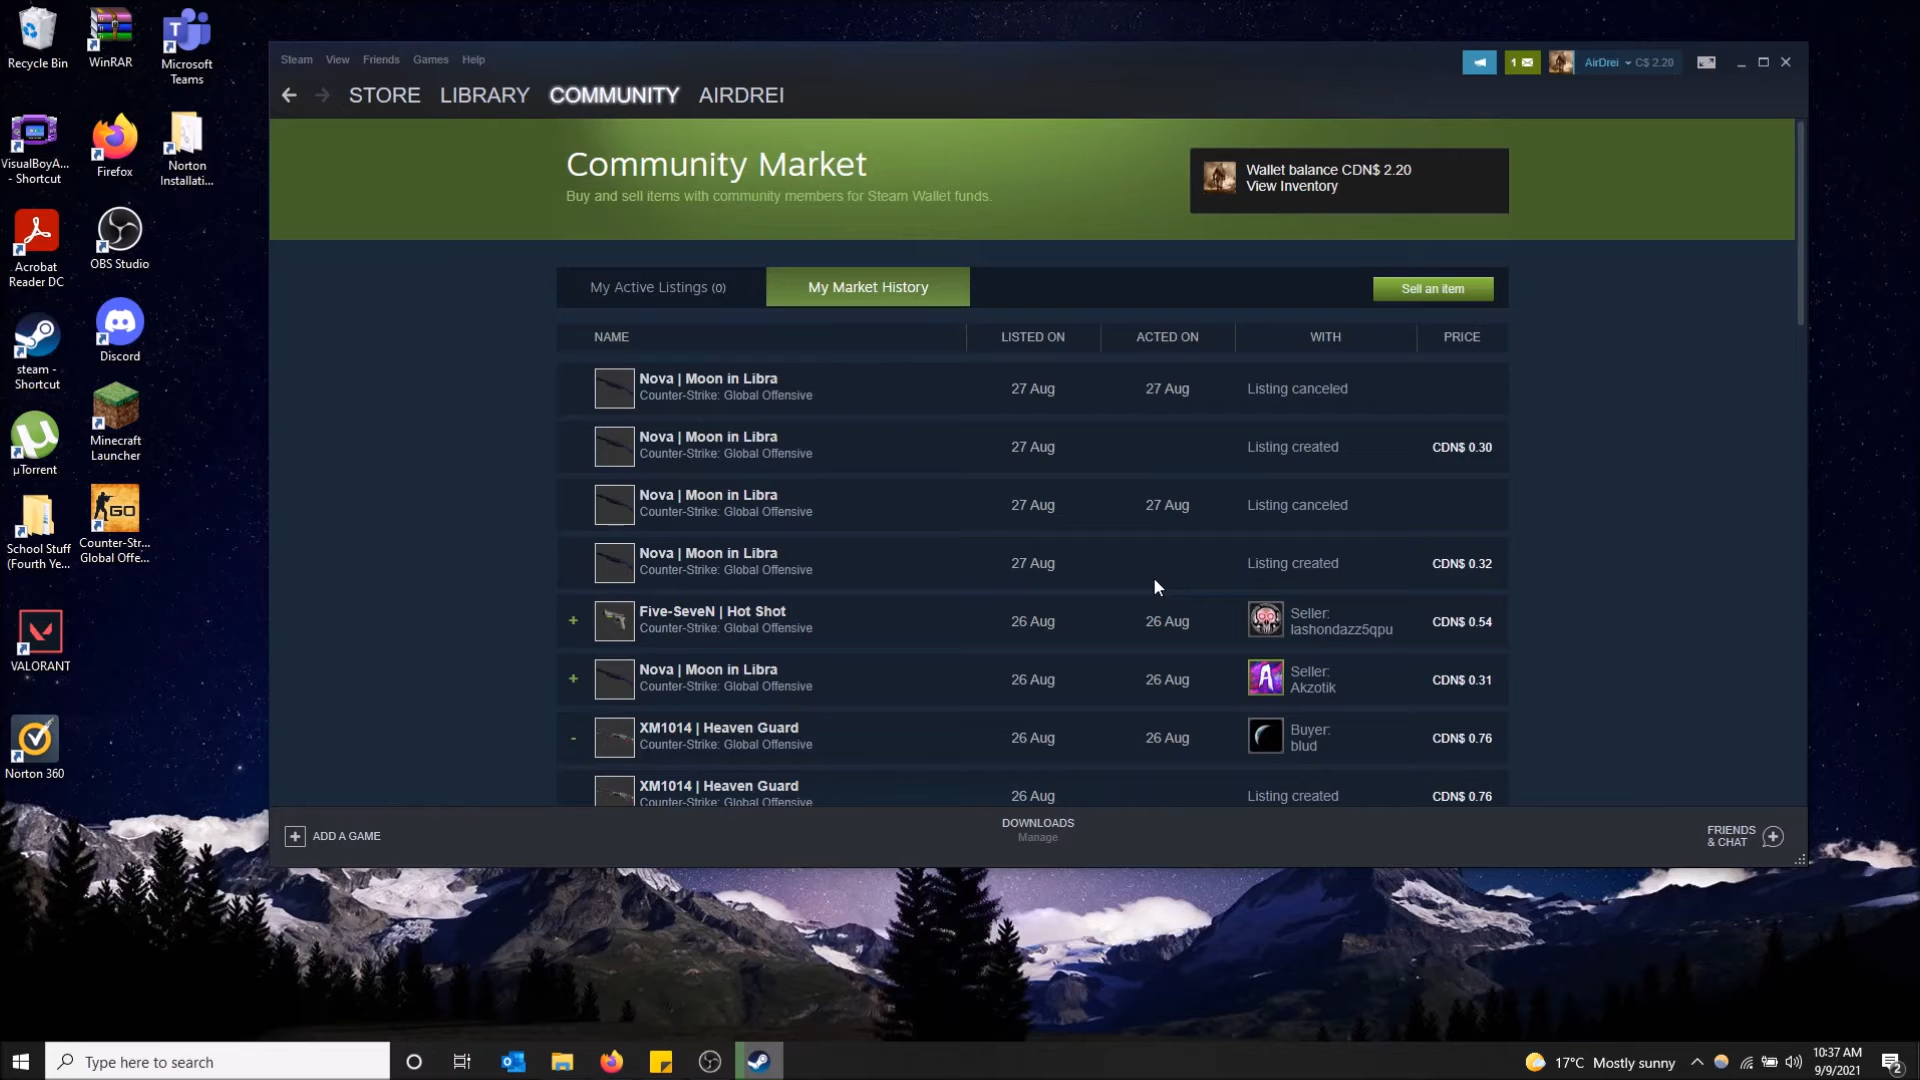 Recycle Bin
WinRAR
Microsoft
Teams
VisualBoyA...
- Shortcut
Firefox
Norton
Installati...
Acrobat
Reader DC
OBS Studio
steam -
Shortcut
Discord
µTorrent
Minecraft
Launcher
School Stuff
(Fourth Ye...
GO
Counter-Str...
Global Offe...
VALORANT
Norton 360
Steam View Friends Games Help
1
AirDrei C$ 2.20
STORE LIBRARY COMMUNITY AIRDREI
Community Market
Buy and sell items with community members for Steam Wallet funds.
Wallet balance CDN$ 2.20
View Inventory
My Active Listings (0)
My Market History
Sell an item
NAME LISTED ON ACTED ON WITH PRICE
Nova | Moon in Libra
Counter-Strike: Global Offensive
27 Aug 27 Aug Listing canceled
Nova | Moon in Libra
Counter-Strike: Global Offensive
27 Aug Listing created CDN$ 0.30
Nova | Moon in Libra
Counter-Strike: Global Offensive
27 Aug 27 Aug Listing canceled
Nova | Moon in Libra
Counter-Strike: Global Offensive
27 Aug Listing created CDN$ 0.32
+
Five-SeveN | Hot Shot
Counter-Strike: Global Offensive
26 Aug 26 Aug
Seller:
lashondazz5qpu
CDN$ 0.54
+
Nova | Moon in Libra
Counter-Strike: Global Offensive
26 Aug 26 Aug
Seller:
Akzotik
CDN$ 0.31
-
XM1014 | Heaven Guard
Counter-Strike: Global Offensive
26 Aug 26 Aug
Buyer:
blud
CDN$ 0.76
XM1014 | Heaven Guard
Counter-Strike: Global Offensive
26 Aug Listing created CDN$ 0.76
+ ADD A GAME
DOWNLOADS
Manage
FRIENDS
& CHAT
Type here to search
17°C Mostly sunny
10:37 AM
9/9/2021
2